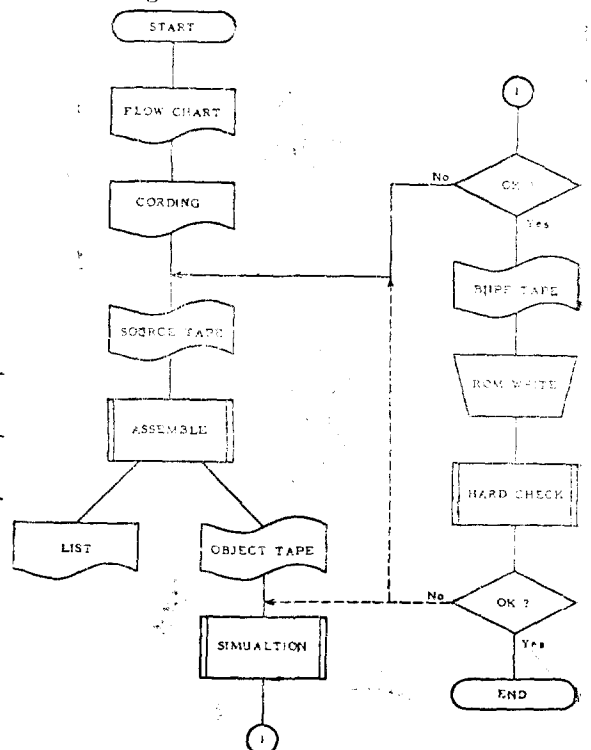 START
FLOW CHART
CORDING
SOURCE TAPE
ASSEMBLE
LIST
OBJECT TAPE
SIMUALTION
1
1
OK ?
No
Yes
TAPE
ROM WRITE
HARD CHECK
OK ?
No
Yes
END